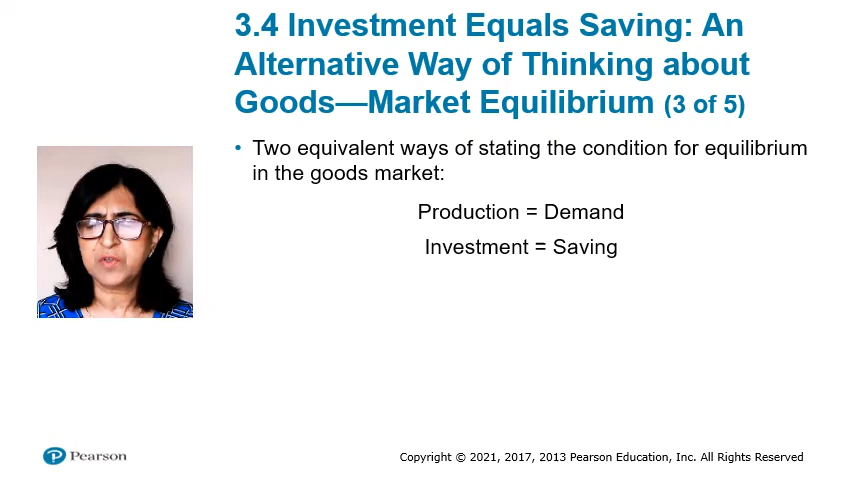 3.4 Investment Equals Saving: An
Alternative Way of Thinking about
Goods—Market Equilibrium (3 of 5)
• Two equivalent ways of stating the condition for equilibrium
in the goods market:
Production = Demand
Investment = Saving
Pearson
Copyright © 2021, 2017, 2013 Pearson Education, Inc. All Rights Reserved